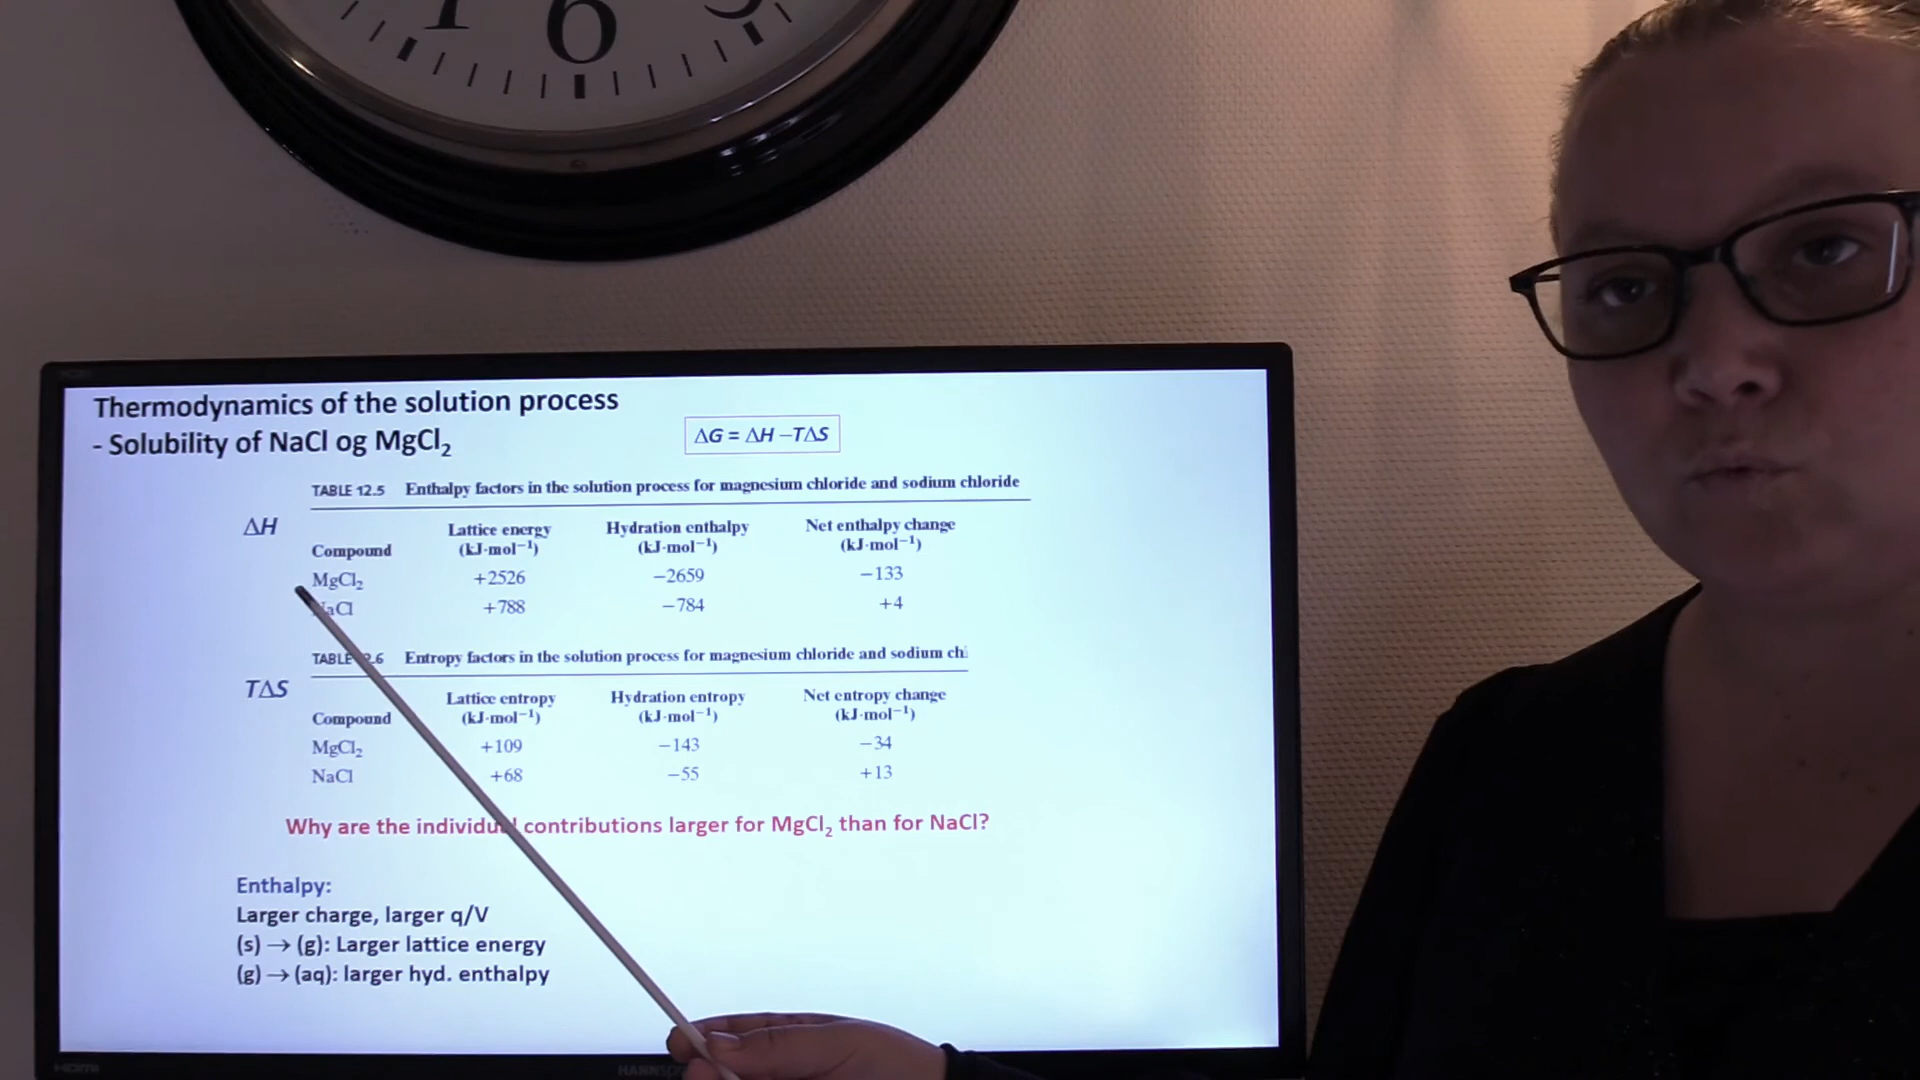 6
Thermodynamics of the solution process
- Solubility of NaCl og MgCl₂
ΔG = ΔH –TΔS
TABLE 12.5 Enthalpy factors in the solution process for magnesium chloride and sodium chloride
ΔH
Compound Lattice energy (kJ·mol⁻¹) Hydration enthalpy (kJ·mol⁻¹) Net enthalpy change (kJ·mol⁻¹)
MgCl₂ +2526 −2659 −133
NaCl +788 −784 +4
TABLE Entropy factors in the solution process for magnesium chloride and sodium
TΔS
Compound Lattice entropy (kJ·mol⁻¹) Hydration entropy (kJ·mol⁻¹) Net entropy change (kJ·mol⁻¹)
MgCl₂ +109 −143 −34
NaCl +68 −55 +13
Why are the individual contributions larger for MgCl₂ than for NaCl?
Enthalpy:
Larger charge, larger q/V
(s) → (g): Larger lattice energy
(g) → (aq): larger hyd. enthalpy
HDMI